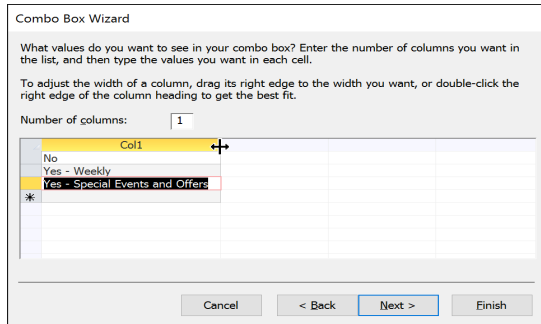 Combo Box Wizard
What values do you want to see in your combo box? Enter the number of columns you want in
the list, and then type the values you want in each cell.
To adjust the width of a column, drag its right edge to the width you want, or double-click the
right edge of the column heading to get the best fit.
Number of columns: 1
Col1
No
Yes - Weekly
Yes - Special Events and Offers
Cancel < Back Next > Finish